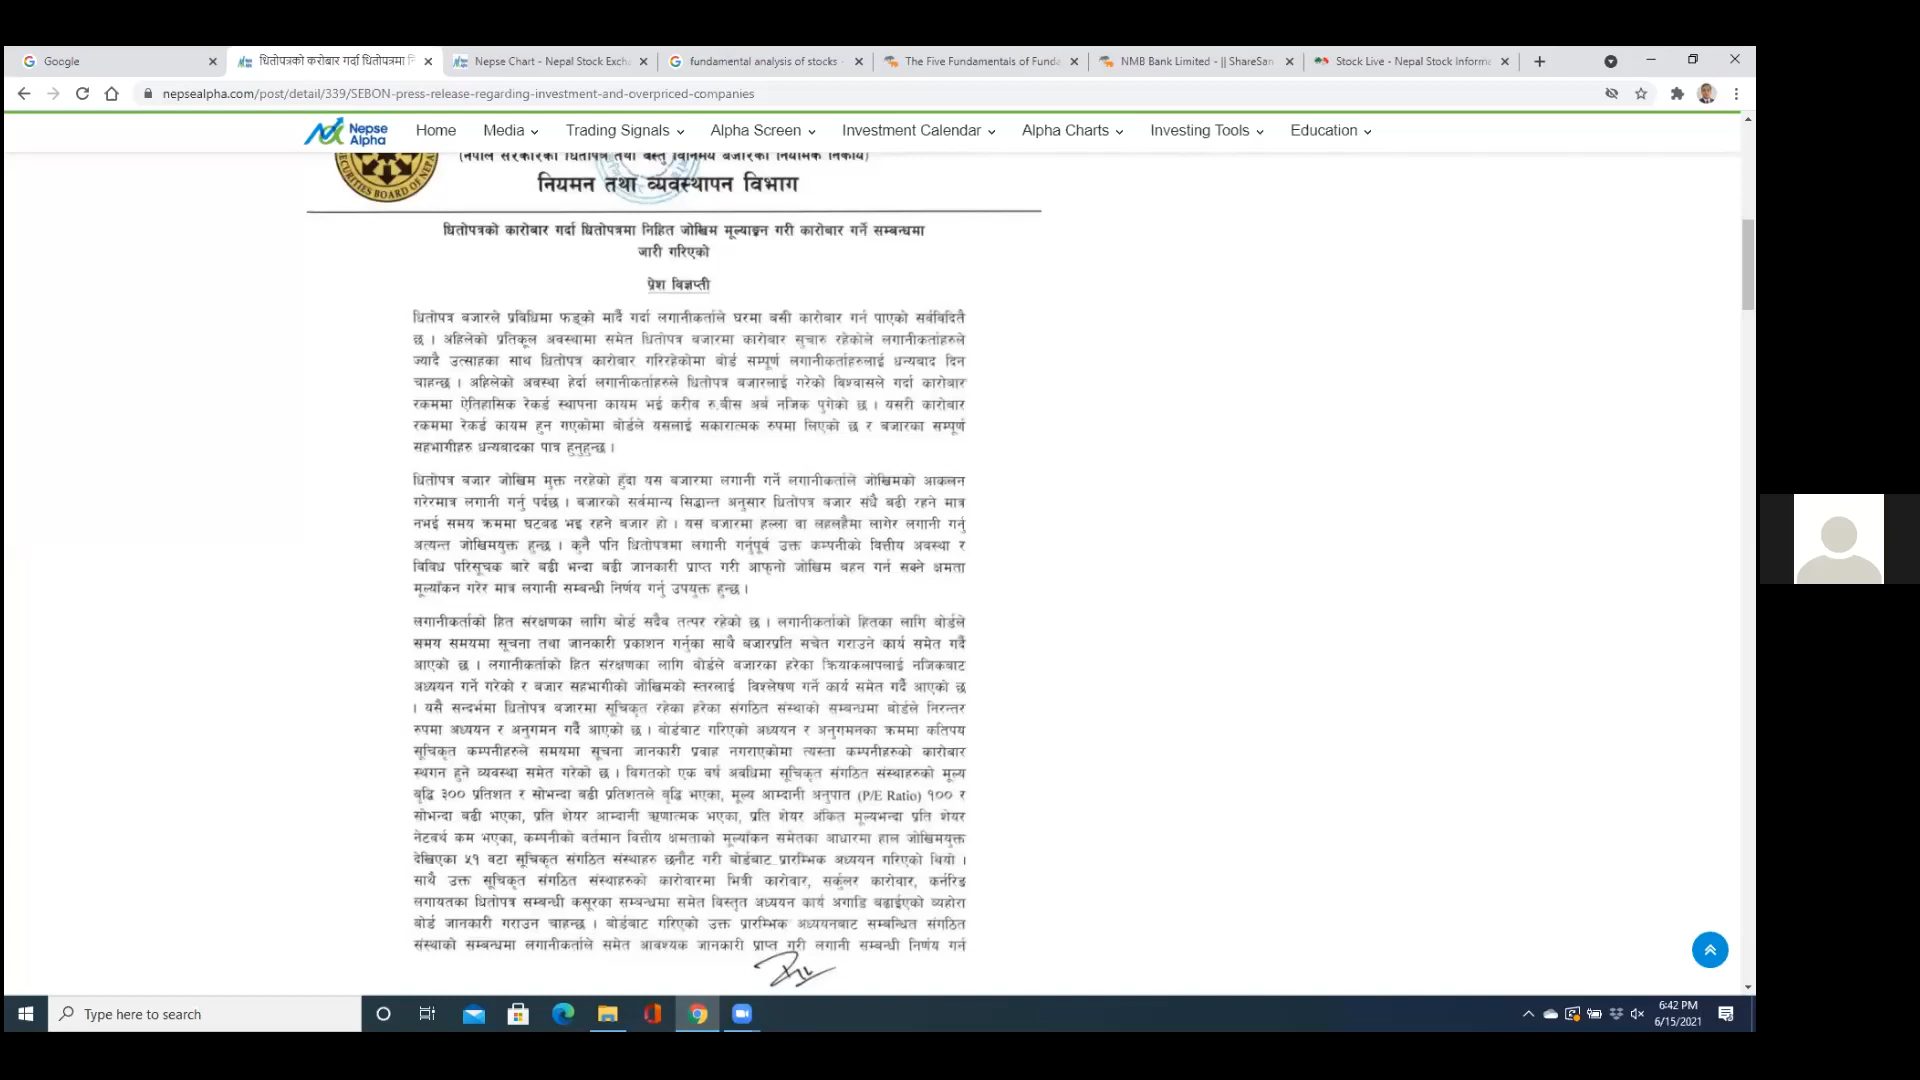 Google
धितोपत्रको कारोबार गर्दा धितोपत्रमा नि
Nepse Chart - Nepal Stock Excha
fundamental analysis of stocks -
The Five Fundamentals of Funda
NMB Bank Limited - || ShareSan
Stock Live - Nepal Stock Informa
nepsealpha.com/post/detail/339/SEBON-press-release-regarding-investment-and-overpriced-companies
Nepse Alpha
Home
Media
Trading Signals
Alpha Screen
Investment Calendar
Alpha Charts
Investing Tools
Education
SECURITIES BOARD OF NEPAL
(नेपाल सरकारको धितोपत्र तथा वस्तु विनिमय बजारको नियामक निकाय)
नियमन तथा व्यवस्थापन विभाग
धितोपत्रको कारोबार गर्दा धितोपत्रमा निहित जोखिम मूल्याङ्कन गरी कारोबार गर्ने सम्बन्धमा
जारी गरिएको
प्रेश विज्ञप्ती
धितोपत्र बजारले प्रविधिमा फड्को मार्दै गर्दा लगानीकर्ताले घरमा बसी कारोबार गर्न पाएको सर्वविदितै
छ । अहिलेको प्रतिकूल अवस्थामा समेत धितोपत्र बजारमा कारोबार सुचारु रहेकोले लगानीकर्ताहरुले
ज्यादै उत्साहका साथ धितोपत्र कारोबार गरिरहेकोमा बोर्ड सम्पूर्ण लगानीकर्ताहरुलाई धन्यबाद दिन
चाहन्छ । अहिलेको अवस्था हेर्दा लगानीकर्ताहरुले धितोपत्र बजारलाई गरेको विश्वासले गर्दा कारोबार
रकममा ऐतिहासिक रेकर्ड स्थापना कायम भई करीव रु.बीस अर्ब नजिक पुगेको छ । यसरी कारोबार
रकममा रेकर्ड कायम हुन गएकोमा बोर्डले यसलाई सकारात्मक रुपमा लिएको छ र बजारका सम्पूर्ण
सहभागीहरु धन्यबादका पात्र हुनुहुन्छ ।
धितोपत्र बजार जोखिम मुक्त नरहेको हुँदा यस बजारमा लगानी गर्ने लगानीकर्ताले जोखिमको आकलन
गरेरमात्र लगानी गर्नु पर्दछ । बजारको सर्वमान्य सिद्धान्त अनुसार धितोपत्र बजार संधै बढी रहने मात्र
नभई समय क्रममा घटबढ भइ रहने बजार हो । यस बजारमा हल्ला वा लहलहैमा लागेर लगानी गर्नु
अत्यन्त जोखिमयुक्त हुन्छ । कुनै पनि धितोपत्रमा लगानी गर्नुपूर्व उक्त कम्पनीको वित्तीय अवस्था र
विविध परिसूचक बारे बढी भन्दा बढी जानकारी प्राप्त गरी आफ्नो जोखिम बहन गर्न सक्ने क्षमता
मूल्याँकन गरेर मात्र लगानी सम्बन्धी निर्णय गर्नु उपयुक्त हुन्छ ।
लगानीकर्ताको हित संरक्षणका लागि बोर्ड सदैव तत्पर रहेको छ । लगानीकर्ताको हितका लागि बोर्डले
समय समयमा सूचना तथा जानकारी प्रकाशन गर्नुका साथै बजारप्रति सचेत गराउने कार्य समेत गर्दै
आएको छ । लगानीकर्ताको हित संरक्षणका लागि बोर्डले बजारका हरेका क्रियाकलापलाई नजिकबाट
अध्ययन गर्ने गरेको र बजार सहभागीको जोखिमको स्तरलाई विश्लेषण गर्ने कार्य समेत गर्दै आएको छ
। यसै सन्दर्भमा धितोपत्र बजारमा सूचिकृत रहेका हरेका संगठित संस्थाको सम्बन्धमा बोर्डले निरन्तर
रुपमा अध्ययन र अनुगमन गर्दै आएको छ । बोर्डबाट गरिएको अध्ययन र अनुगमनका क्रममा कतिपय
सूचिकृत कम्पनीहरुले समयमा सूचना जानकारी प्रवाह नगराएकोमा त्यस्ता कम्पनीहरुको कारोबार
स्थगन हुने व्यवस्था समेत गरेको छ । विगतको एक वर्ष अवधिमा सूचिकृत संगठित संस्थाहरुको मूल्य
बृद्धि ३०० प्रतिशत र सोभन्दा बढी प्रतिशतले बृद्धि भएका, मूल्य आम्दानी अनुपात (P/E Ratio) १०० र
सोभन्दा बढी भएका, प्रति शेयर आम्दानी ऋणात्मक भएका, प्रति शेयर अंकित मूल्यभन्दा प्रति शेयर
नेटवर्थ कम भएका, कम्पनीको वर्तमान वित्तीय क्षमताको मूल्याँकन समेतका आधारमा हाल जोखिमयुक्त
देखिएका ५१ वटा सूचिकृत संगठित संस्थाहरु छनौट गरी बोर्डबाट प्रारम्भिक अध्ययन गरिएको थियो ।
साथै उक्त सूचिकृत संगठित संस्थाहरुको कारोवारमा भित्री कारोवार, सर्कुलर कारोबार, कर्नरिङ
लगायतका धितोपत्र सम्बन्धी कसूरका सम्बन्धमा समेत विस्तृत अध्ययन कार्य अगाडि बढाईएको व्यहोरा
बोर्ड जानकारी गराउन चाहन्छ । बोर्डबाट गरिएको उक्त प्रारम्भिक अध्ययनबाट सम्बन्धित संगठित
संस्थाको सम्बन्धमा लगानीकर्ताले समेत आवश्यक जानकारी प्राप्त गरी लगानी सम्बन्धी निर्णय गर्न
Type here to search
6:42 PM
6/15/2021